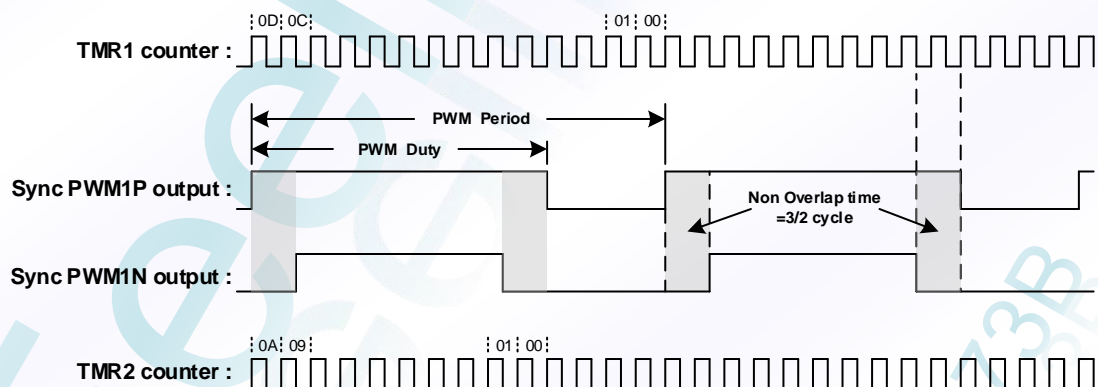 0D 0C 01 00
TMR1 counter :
PWM Period
PWM Duty
Sync PWM1P output :
Non Overlap time
=3/2 cycle
Sync PWM1N output :
0A 09 01 00
TMR2 counter :
73B